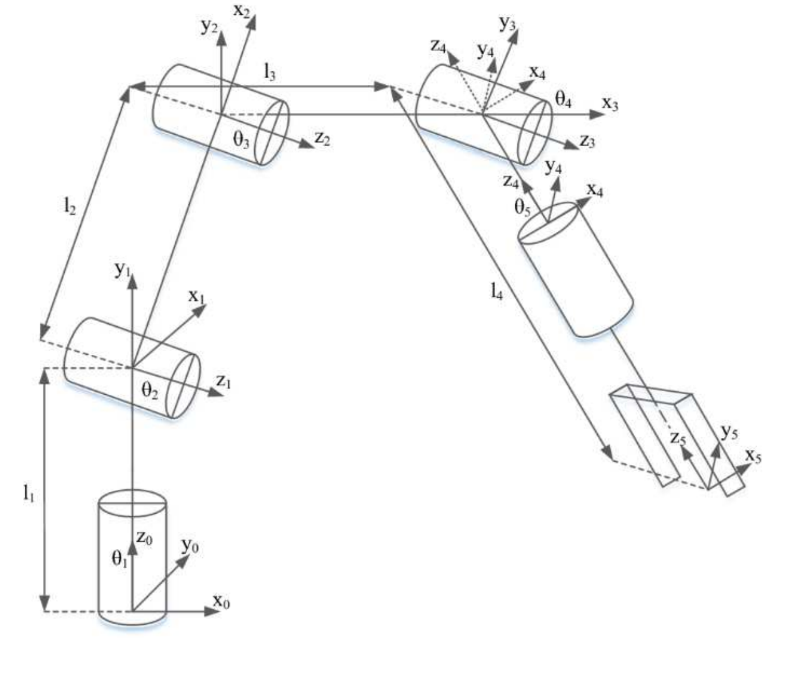 x₂
y₂
l₃
θ₃
z₂
y₃
z₄
y₄
x₄
θ₄
x₃
z₃
z₄
y₄
x₄
θ₅
l₂
l₄
y₁
x₁
θ₂
z₁
l₁
z₀
θ₁
y₀
x₀
z₅
y₅
x₅